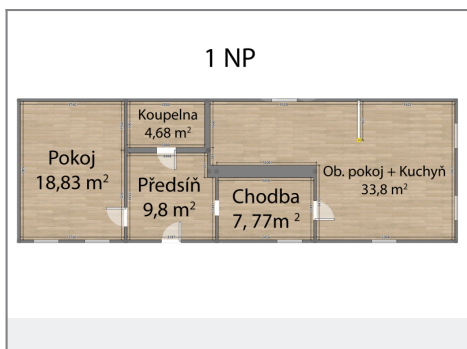 1 NP
Koupelna
4,68 m²
Pokoj
18,83 m²
Předsíň
9,8 m²
Chodba
7, 77m ²
Ob. pokoj + Kuchyň
33,8 m²